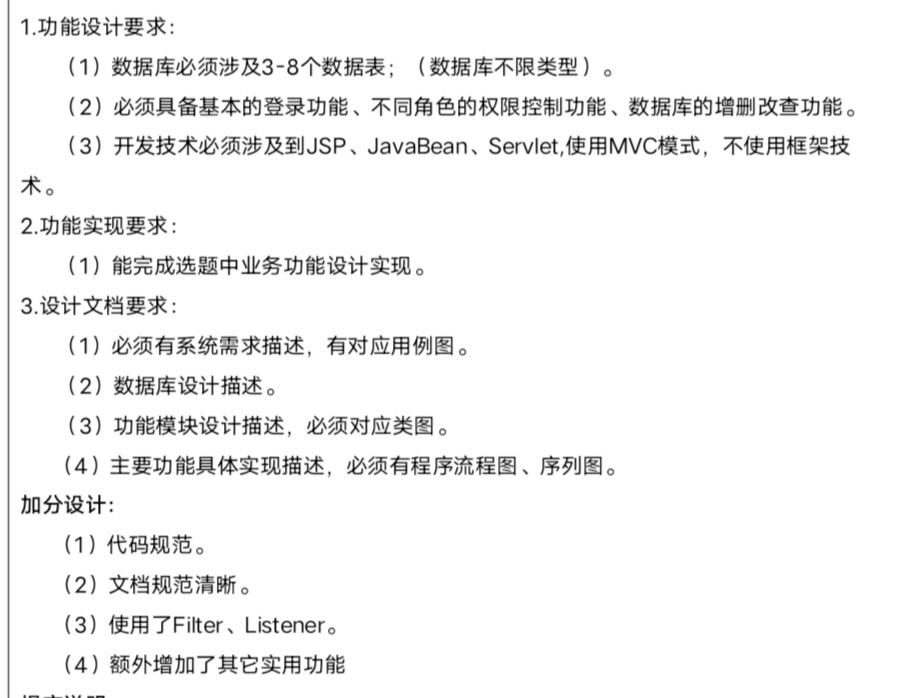 1.功能设计要求:
（1）数据库必须涉及3-8个数据表；（数据库不限类型）。
（2）必须具备基本的登录功能、不同角色的权限控制功能、数据库的增删改查功能。
（3）开发技术必须涉及到JSP、JavaBean、Servlet,使用MVC模式，不使用框架技
术。
2.功能实现要求:
（1）能完成选题中业务功能设计实现。
3.设计文档要求:
（1）必须有系统需求描述，有对应用例图。
（2）数据库设计描述。
（3）功能模块设计描述，必须对应类图。
（4）主要功能具体实现描述，必须有程序流程图、序列图。
加分设计:
（1）代码规范。
（2）文档规范清晰。
（3）使用了Filter、Listener。
（4）额外增加了其它实用功能